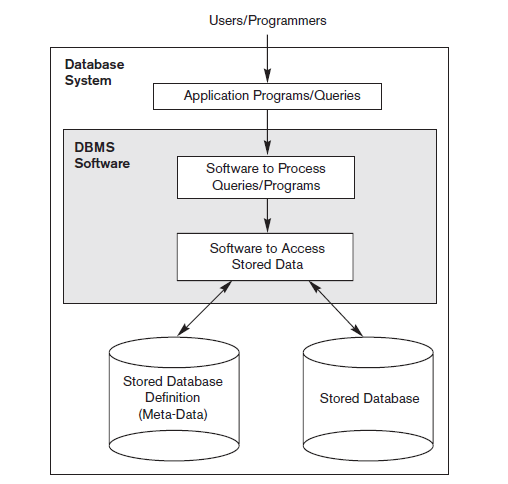 Users/Programmers
Database
System
Application Programs/Queries
DBMS
Software
Software to Process
Queries/Programs
Software to Access
Stored Data
Stored Database
Definition
(Meta-Data)
Stored Database